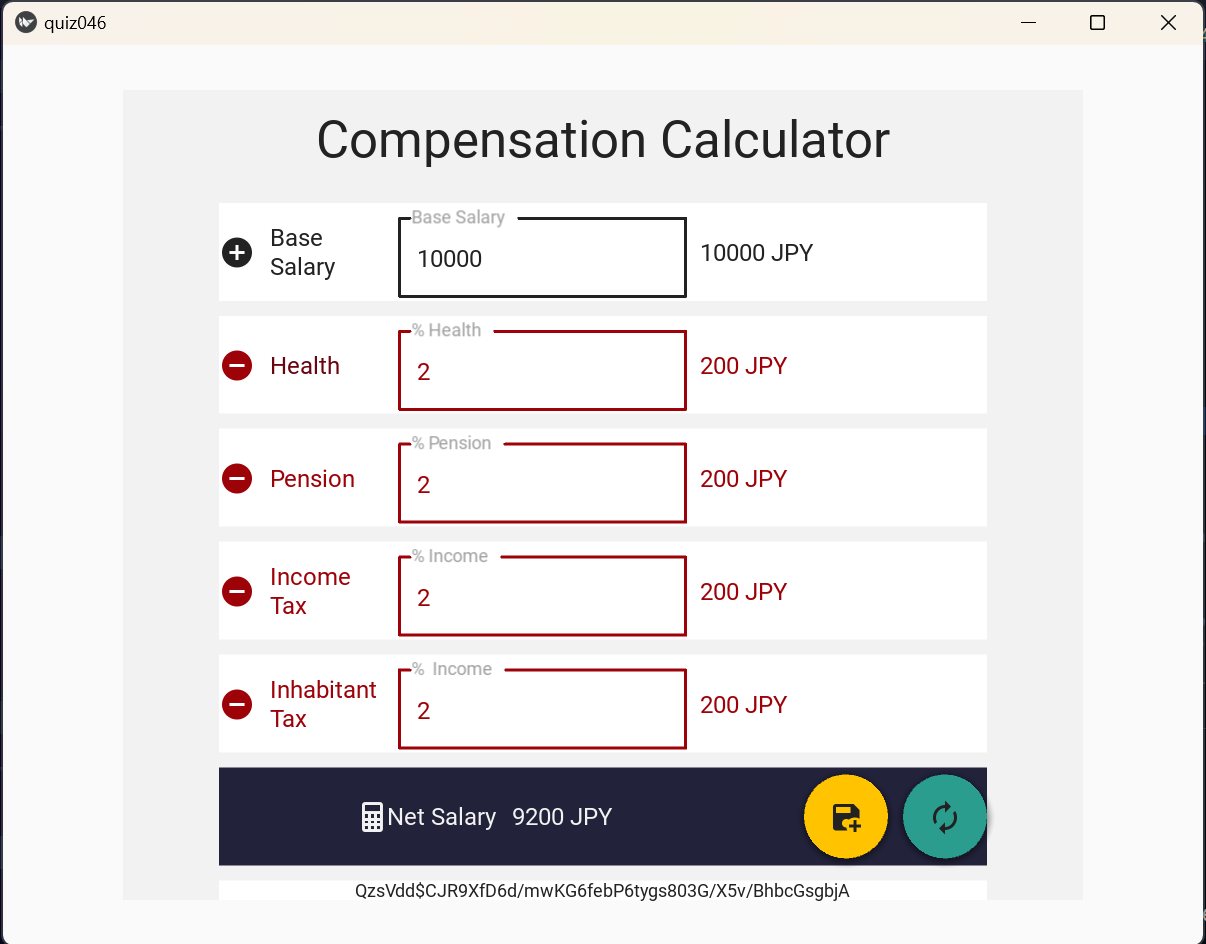 quiz046
Compensation Calculator
Base Salary
Base
Salary
10000
10000 JPY
% Health
Health
2
200 JPY
% Pension
Pension
2
200 JPY
% Income
Income
Tax
2
200 JPY
% Income
Inhabitant
Tax
2
200 JPY
Net Salary 9200 JPY
QzsVdd$CJR9XfD6d/mwKG6febP6tygs803G/X5v/BhbcGsgbjA